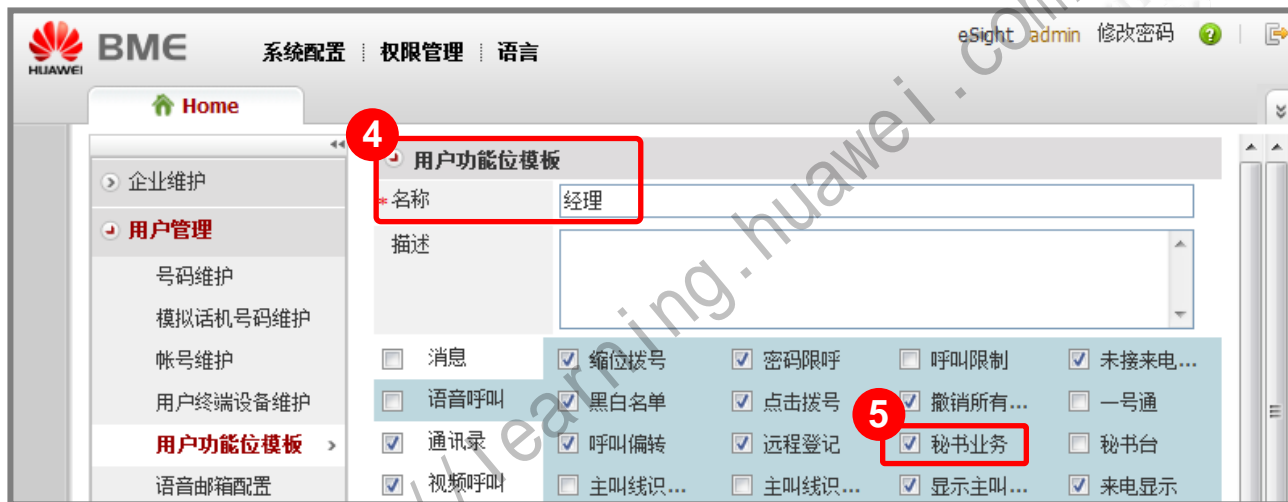 HUAWEI BME 系统配置 | 权限管理 | 语言 eSight admin 修改密码
Home
4
企业维护
用户管理
号码维护
模拟话机号码维护
帐号维护
用户终端设备维护
用户功能位模板 >
语音邮箱配置
用户功能位模板
*名称 经理
描述
消息 缩位拨号 密码限呼 呼叫限制 未接来电...
语音呼叫 黑白名单 点击拨号 撤销所有... 一号通
5
通讯录 呼叫偏转 远程登记 秘书业务 秘书台
视频呼叫 主叫线识... 主叫线识... 显示主叫... 来电显示
//learning.huawei.com